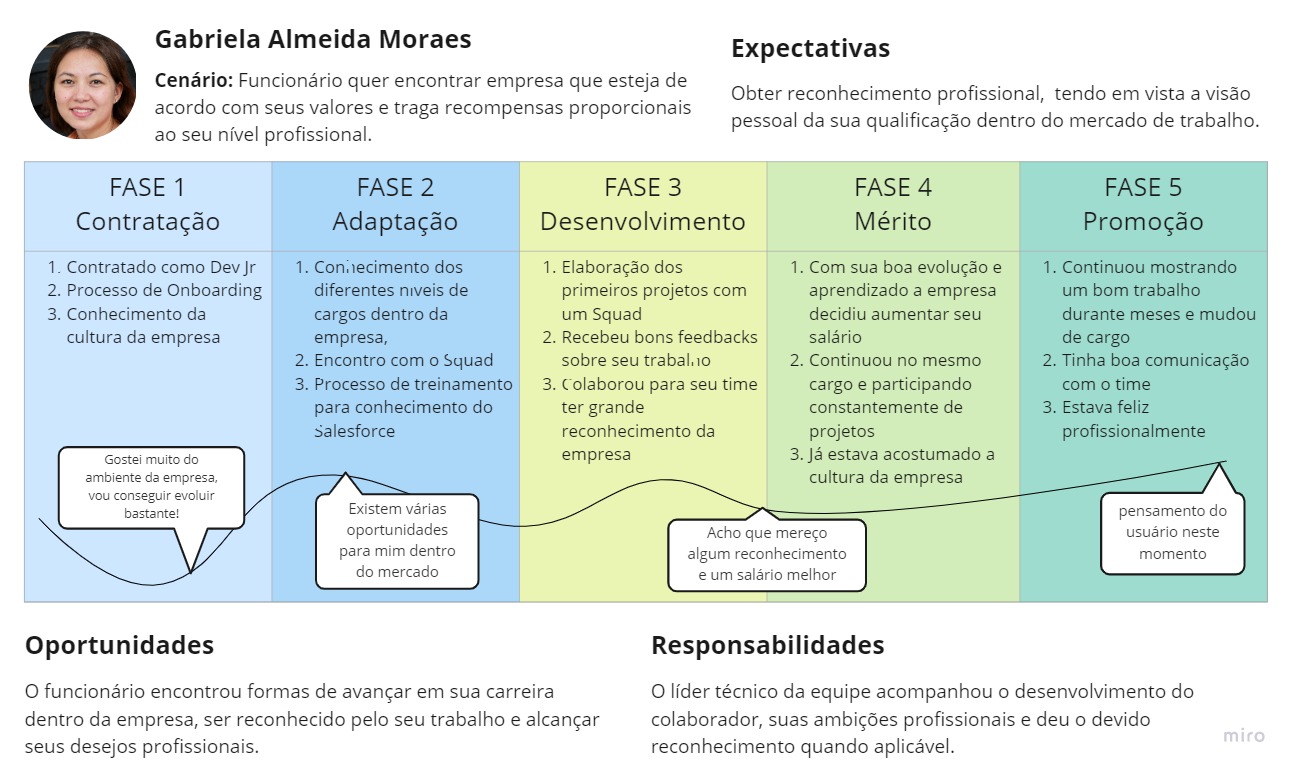 Gabriela Almeida Moraes
Cenário: Funcionário quer encontrar empresa que esteja de
acordo com seus valores e traga recompensas proporcionais
ao seu nível profissional.
Expectativas
Obter reconhecimento profissional,  tendo em vista a visão
pessoal da sua qualificação dentro do mercado de trabalho.
FASE 1
Contratação
1. Contratado como Dev Jr
2. Processo de Onboarding
3. Conhecimento da
cultura da empresa
Gostei muito do
ambiente da empresa,
vou conseguir evoluir
bastante!
FASE 2
Adaptação
1. Conhecimento dos
diferentes níveis de
cargos dentro da
empresa,
2. Encontro com o Squad
3. Processo de treinamento
para conhecimento do
Salesforce
Existem várias
oportunidades
para mim dentro
do mercado
FASE 3
Desenvolvimento
1. Elaboração dos
primeiros projetos com
um Squad
2. Recebeu bons feedbacks
sobre seu trabalho
3. Colaborou para seu time
ter grande
reconhecimento da
empresa
Acho que mereço
algum reconhecimento
e um salário melhor
FASE 4
Mérito
1. Com sua boa evolução e
aprendizado a empresa
decidiu aumentar seu
salário
2. Continuou no mesmo
cargo e participando
constantemente de
projetos
3. Já estava acostumado a
cultura da empresa
FASE 5
Promoção
1. Continuou mostrando
um bom trabalho
durante meses e mudou
de cargo
2. Tinha boa comunicação
com o time
3. Estava feliz
profissionalmente
pensamento do
usuário neste
momento
Oportunidades
O funcionário encontrou formas de avançar em sua carreira
dentro da empresa, ser reconhecido pelo seu trabalho e alcançar
seus desejos profissionais.
Responsabilidades
O líder técnico da equipe acompanhou o desenvolvimento do
colaborador, suas ambições profissionais e deu o devido
reconhecimento quando aplicável.
miro